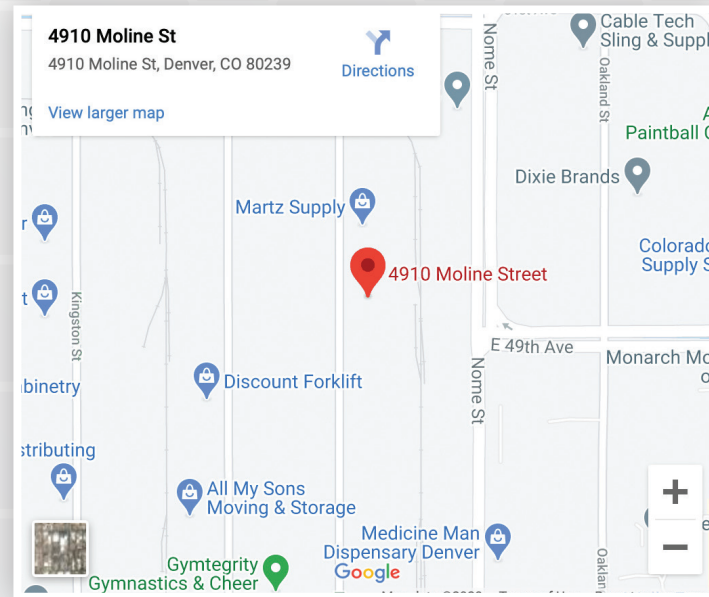 4910 Moline St
4910 Moline St, Denver, CO 80239
Directions
View larger map
Cable Tech
Sling & Suppl
Nome St
Oakland St
Paintball
Dixie Brands
Martz Supply
Colorado
Supply S
4910 Moline Street
Kingston St
E 49th Ave
Monarch Mo
Nome St
binetry
Discount Forklift
stributing
All My Sons
Moving & Storage
Medicine Man
Dispensary Denver
Google
Gymtegrity
Gymnastics & Cheer
Oaklan